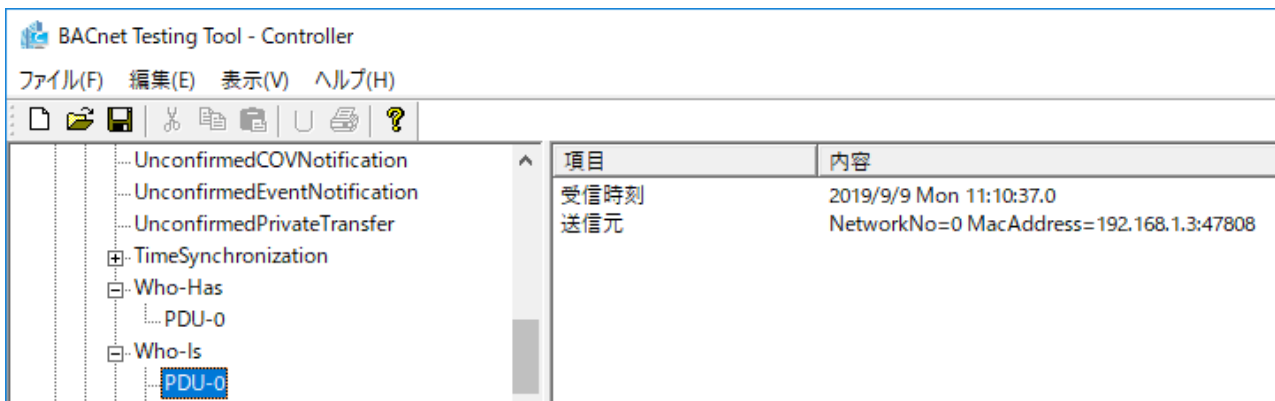 BACnet Testing Tool - Controller
ファイル(F) 編集(E) 表示(V) ヘルプ(H)
UnconfirmedCOVNotification
UnconfirmedEventNotification
UnconfirmedPrivateTransfer
TimeSynchronization
Who-Has
PDU-0
Who-Is
PDU-0
項目 内容
受信時刻 2019/9/9 Mon 11:10:37.0
送信元 NetworkNo=0 MacAddress=192.168.1.3:47808